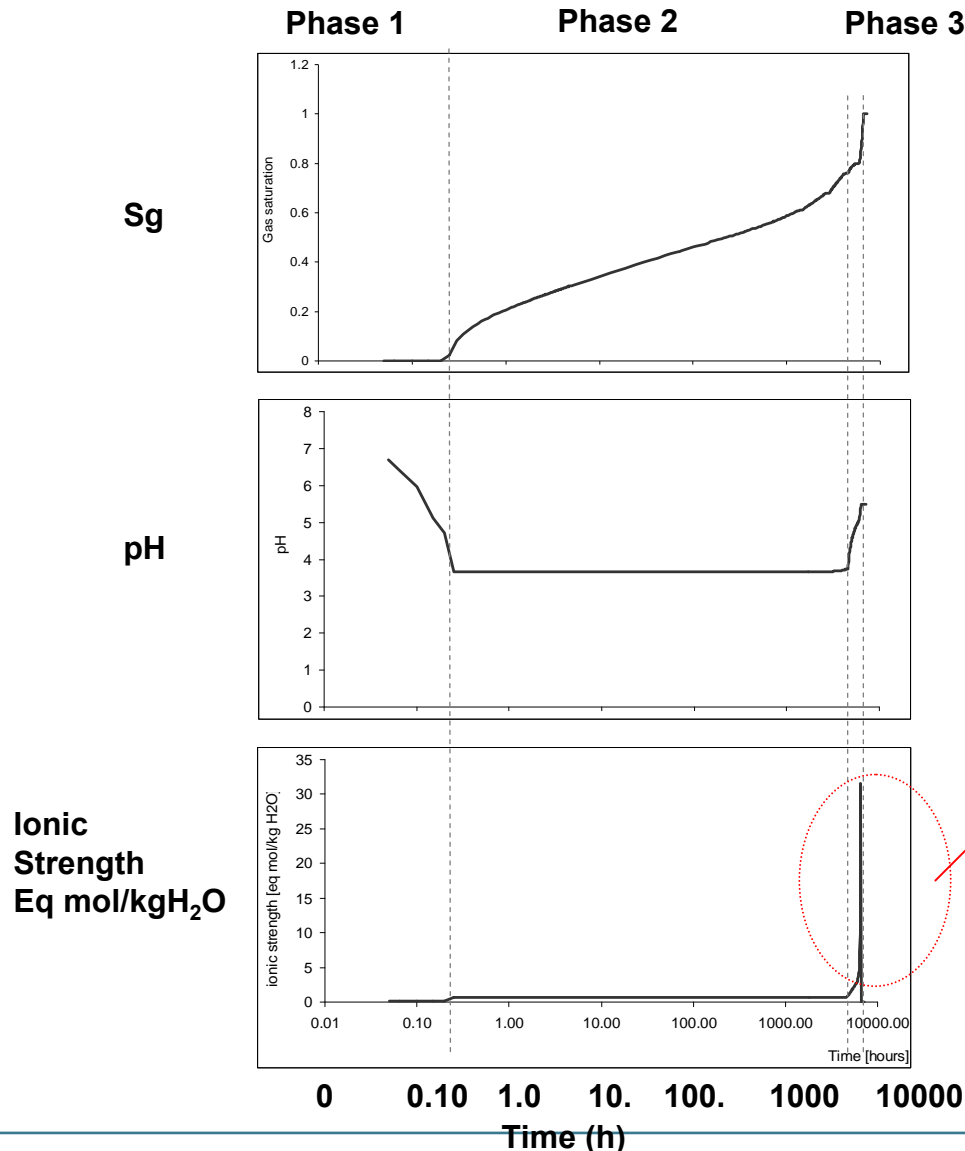 Phase 1 Phase 2 Phase 3
Sg
Gas saturation
1.2
1
0.8
0.6
0.4
0.2
0
pH
pH
8
7
6
5
4
3
2
1
0
Ionic
Strength
Eq mol/kgH₂O
ionic strength [eq mol/kg H2O]
35
30
25
20
15
10
5
0
0.01 0.10 1.00 10.00 100.00 1000.00 10000.00
Time [hours]
0 0.10 1.0 10. 100. 1000 10000
Time (h)